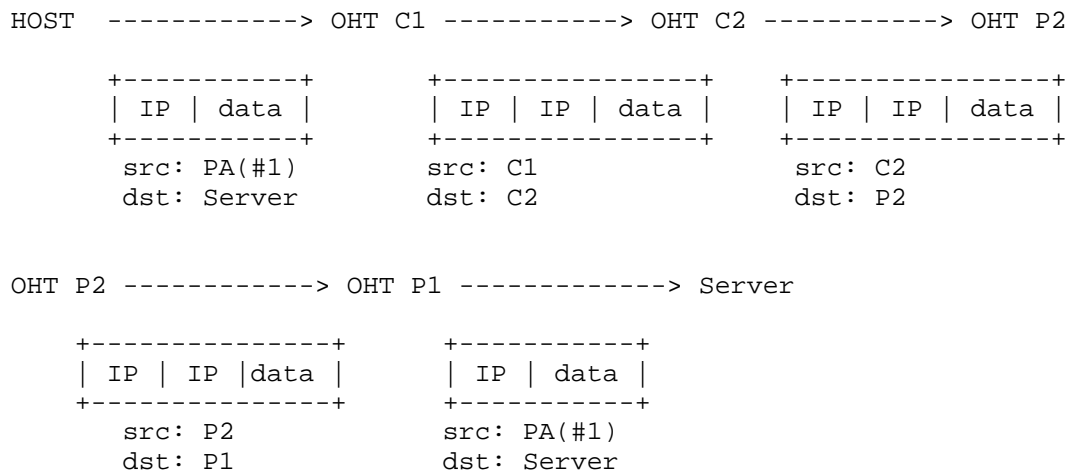 HOST  ------------> OHT C1 -----------> OHT C2 -----------> OHT P2
      +-----------+       +----------------+    +----------------+
      | IP | data |       | IP | IP | data |    | IP | IP | data |
      +-----------+       +----------------+    +----------------+
       src: PA(#1)        src: C1                src: C2
       dst: Server        dst: C2                dst: P2
OHT P2 ------------> OHT P1 -------------> Server
    +---------------+      +-----------+
    | IP | IP |data |      | IP | data |
    +---------------+      +-----------+
       src: P2             src: PA(#1)
       dst: P1             dst: Server